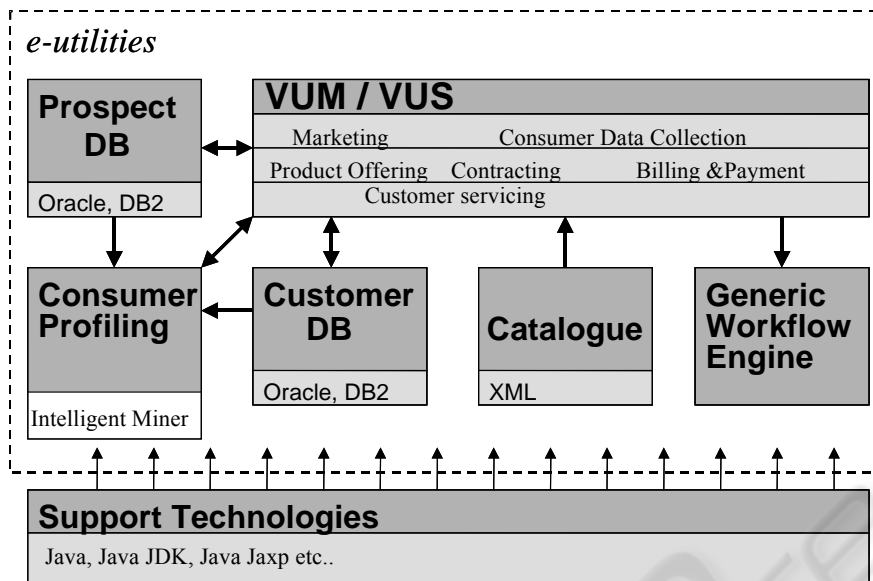 e-utilities
Prospect
DB
Oracle, DB2
VUM / VUS
Marketing Consumer Data Collection
Product Offering Contracting Billing &Payment
Customer servicing
Consumer
Profiling
Intelligent Miner
Customer
DB
Oracle, DB2
Catalogue
XML
Generic
Workflow
Engine
Support Technologies
Java, Java JDK, Java Jaxp etc..